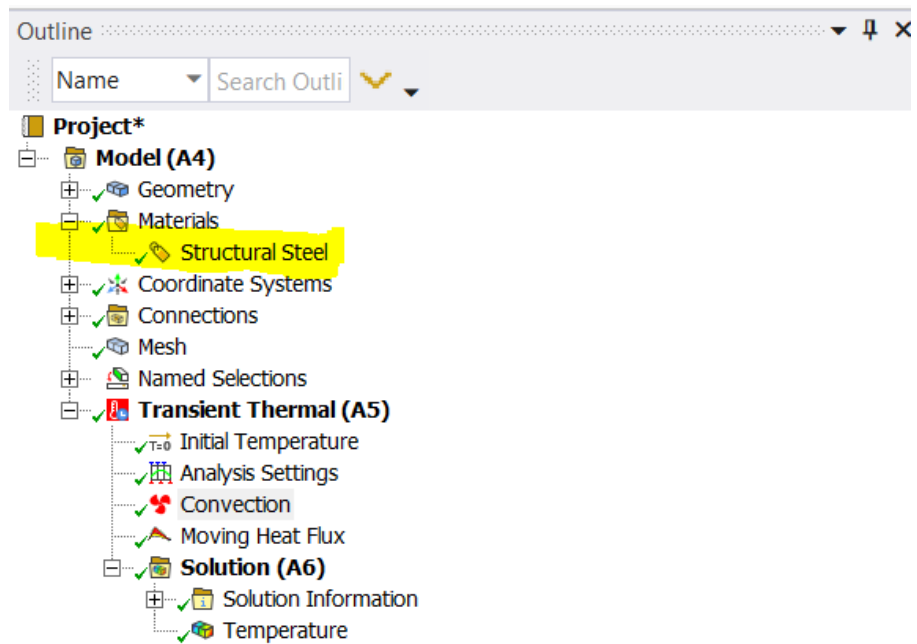 Outline
Name Search Outli
Project*
Model (A4)
Geometry
Materials
Structural Steel
Coordinate Systems
Connections
Mesh
Named Selections
Transient Thermal (A5)
T=0 Initial Temperature
Analysis Settings
Convection
Moving Heat Flux
Solution (A6)
i Solution Information
Temperature